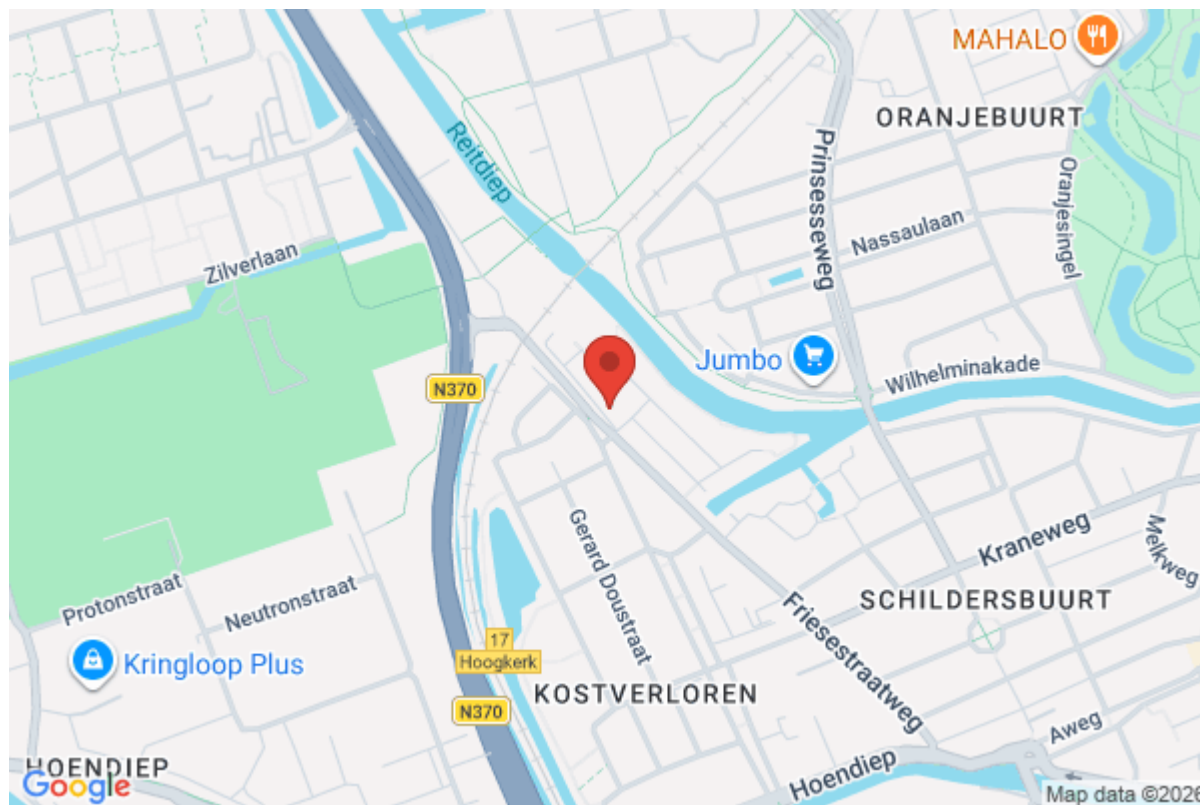 MAHALO
ORANJEBUURT
Reitdiep
Prinsesseweg
Oranjesingel
Nassaulaan
Zilverlaan
Jumbo
Wilhelminakade
N370
Gerard Doustraat
Kraneweg
Melkweg
Protonstraat
Neutronstraat
SCHILDERSBUURT
Friesestraatweg
17
Hoogkerk
Kringloop Plus
KOSTVERLOREN
N370
Aweg
Hoendiep
HOENDIEP
Google
Map data ©2026